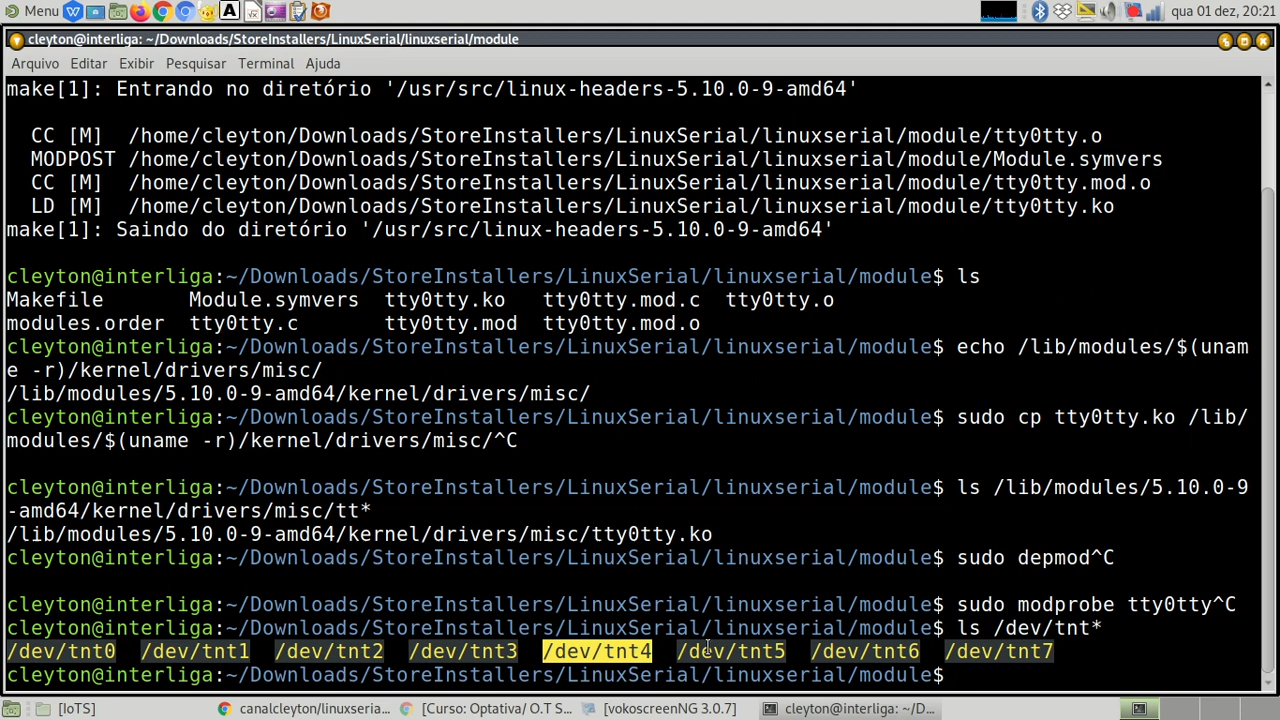 Menu
qua 01 dez, 20:21
cleyton@interliga: ~/Downloads/StoreInstallers/LinuxSerial/linuxserial/module
Arquivo Editar Exibir Pesquisar Terminal Ajuda
make[1]: Entrando no diretório '/usr/src/linux-headers-5.10.0-9-amd64'
CC [M] /home/cleyton/Downloads/StoreInstallers/LinuxSerial/linuxserial/module/tty0tty.o
MODPOST /home/cleyton/Downloads/StoreInstallers/LinuxSerial/linuxserial/module/Module.symvers
CC [M] /home/cleyton/Downloads/StoreInstallers/LinuxSerial/linuxserial/module/tty0tty.mod.o
LD [M] /home/cleyton/Downloads/StoreInstallers/LinuxSerial/linuxserial/module/tty0tty.ko
make[1]: Saindo do diretório '/usr/src/linux-headers-5.10.0-9-amd64'
cleyton@interliga:~/Downloads/StoreInstallers/LinuxSerial/linuxserial/module$ ls
Makefile Module.symvers tty0tty.ko tty0tty.mod.c tty0tty.o
modules.order tty0tty.c tty0tty.mod tty0tty.mod.o
cleyton@interliga:~/Downloads/StoreInstallers/LinuxSerial/linuxserial/module$ echo /lib/modules/$(unam
e -r)/kernel/drivers/misc/
/lib/modules/5.10.0-9-amd64/kernel/drivers/misc/
cleyton@interliga:~/Downloads/StoreInstallers/LinuxSerial/linuxserial/module$ sudo cp tty0tty.ko /lib/
modules/$(uname -r)/kernel/drivers/misc/^C
cleyton@interliga:~/Downloads/StoreInstallers/LinuxSerial/linuxserial/module$ ls /lib/modules/5.10.0-9
-amd64/kernel/drivers/misc/tt*
/lib/modules/5.10.0-9-amd64/kernel/drivers/misc/tty0tty.ko
cleyton@interliga:~/Downloads/StoreInstallers/LinuxSerial/linuxserial/module$ sudo depmod^C
cleyton@interliga:~/Downloads/StoreInstallers/LinuxSerial/linuxserial/module$ sudo modprobe tty0tty^C
cleyton@interliga:~/Downloads/StoreInstallers/LinuxSerial/linuxserial/module$ ls /dev/tnt*
/dev/tnt0 /dev/tnt1 /dev/tnt2 /dev/tnt3 /dev/tnt4 /dev/tnt5 /dev/tnt6 /dev/tnt7
cleyton@interliga:~/Downloads/StoreInstallers/LinuxSerial/linuxserial/module$
[IoTS] canalcleyton/linuxseria... [Curso: Optativa/ O.T S... [vokoscreenNG 3.0.7] cleyton@interliga: ~/D...